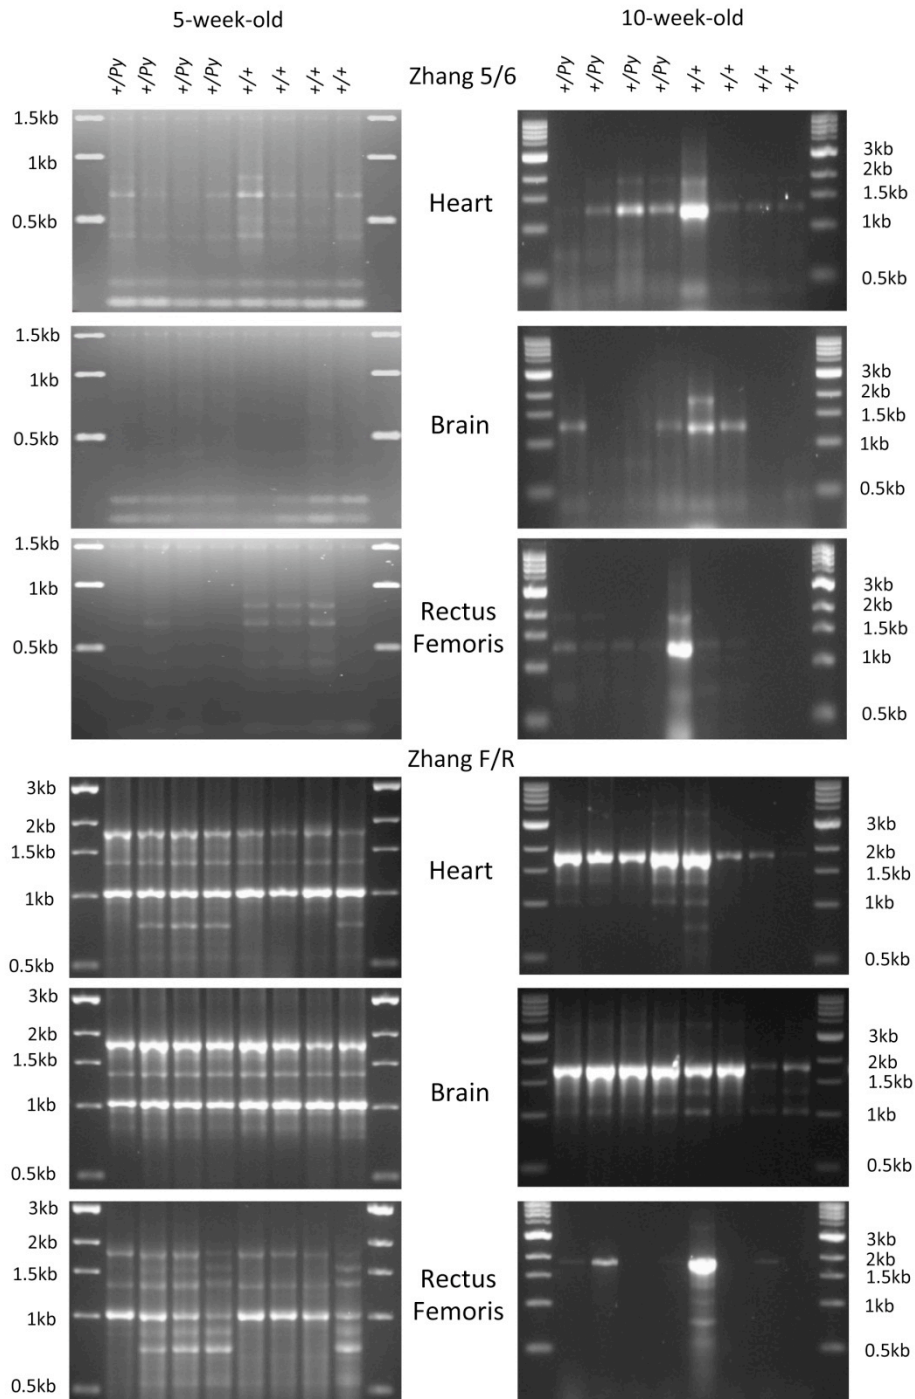 5-week-old
10-week-old
+/Py +/Py +/Py +/Py +/+ +/+ +/+ +/+
Zhang 5/6
+/Py +/Py +/Py +/Py +/+ +/+ +/+ +/+
1.5kb
1kb
0.5kb
Heart
3kb
2kb
1.5kb
1kb
0.5kb
1.5kb
1kb
0.5kb
Brain
3kb
2kb
1.5kb
1kb
0.5kb
1.5kb
1kb
0.5kb
Rectus
Femoris
3kb
2kb
1.5kb
1kb
0.5kb
Zhang F/R
3kb
2kb
1.5kb
1kb
0.5kb
Heart
3kb
2kb
1.5kb
1kb
0.5kb
3kb
2kb
1.5kb
1kb
0.5kb
Brain
3kb
2kb
1.5kb
1kb
0.5kb
3kb
2kb
1.5kb
1kb
0.5kb
Rectus
Femoris
3kb
2kb
1.5kb
1kb
0.5kb